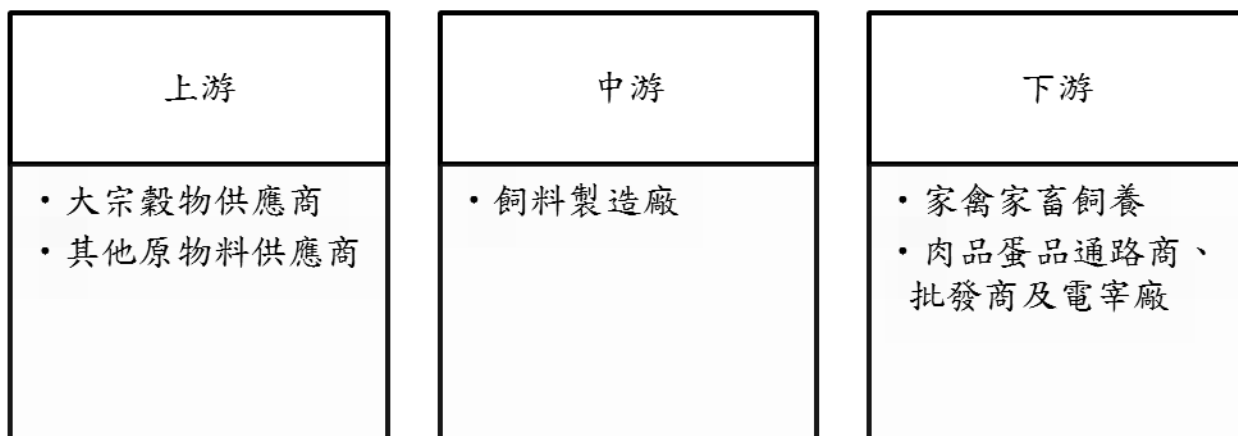 上游
・大宗穀物供應商
・其他原物料供應商
中游
・飼料製造廠
下游
・家禽家畜飼養
・肉品蛋品通路商、
批發商及電宰廠